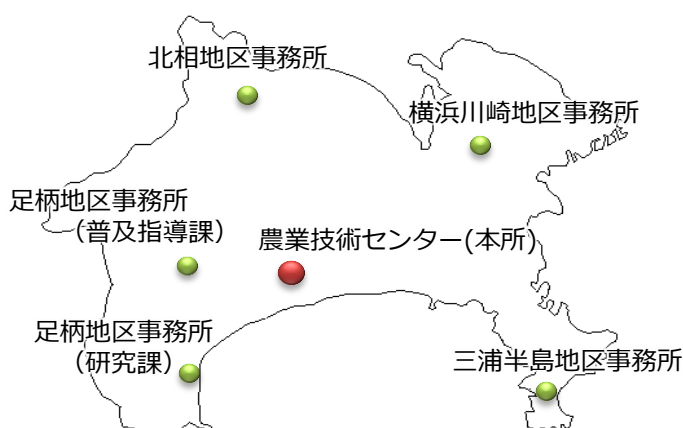 北相地区事務所
横浜川崎地区事務所
足柄地区事務所
（普及指導課）
農業技術センター(本所)
足柄地区事務所
（研究課）
三浦半島地区事務所